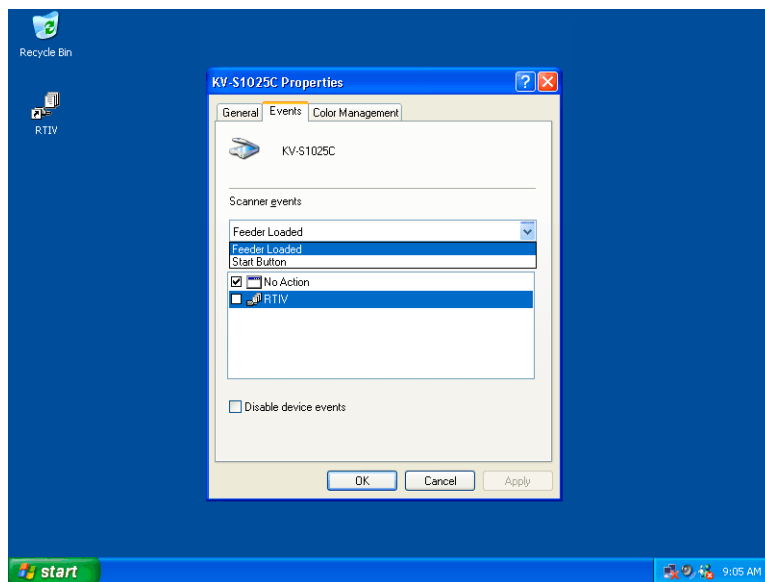 Recycle Bin
RTIV
KV-S1025C Properties
General Events Color Management
KV-S1025C
Scanner events
Feeder Loaded
Feeder Loaded
Start Button
No Action
RTIV
Disable device events
OK Cancel Apply
start 9:05 AM